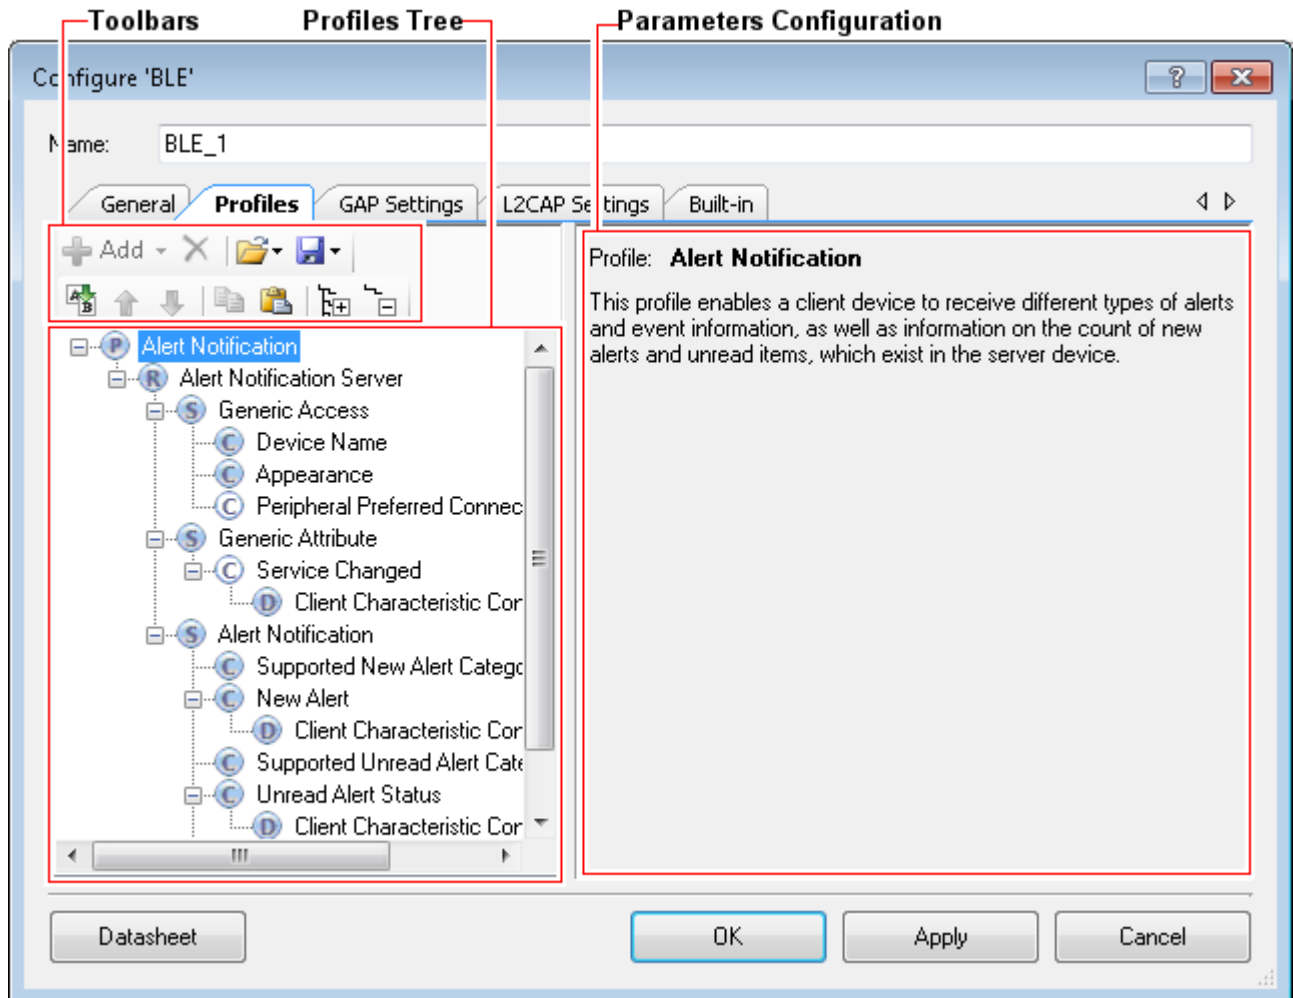 Toolbars
Profiles Tree
Parameters Configuration
Configure 'BLE'
Name:
BLE_1
General
Profiles
GAP Settings
L2CAP Settings
Built-in
Add
Profile: Alert Notification
This profile enables a client device to receive different types of alerts
and event information, as well as information on the count of new
alerts and unread items, which exist in the server device.
P Alert Notification
R Alert Notification Server
S Generic Access
C Device Name
C Appearance
C Peripheral Preferred Connec
S Generic Attribute
C Service Changed
D Client Characteristic Cor
S Alert Notification
C Supported New Alert Catego
C New Alert
D Client Characteristic Cor
C Supported Unread Alert Cate
C Unread Alert Status
D Client Characteristic Cor
Datasheet
OK
Apply
Cancel